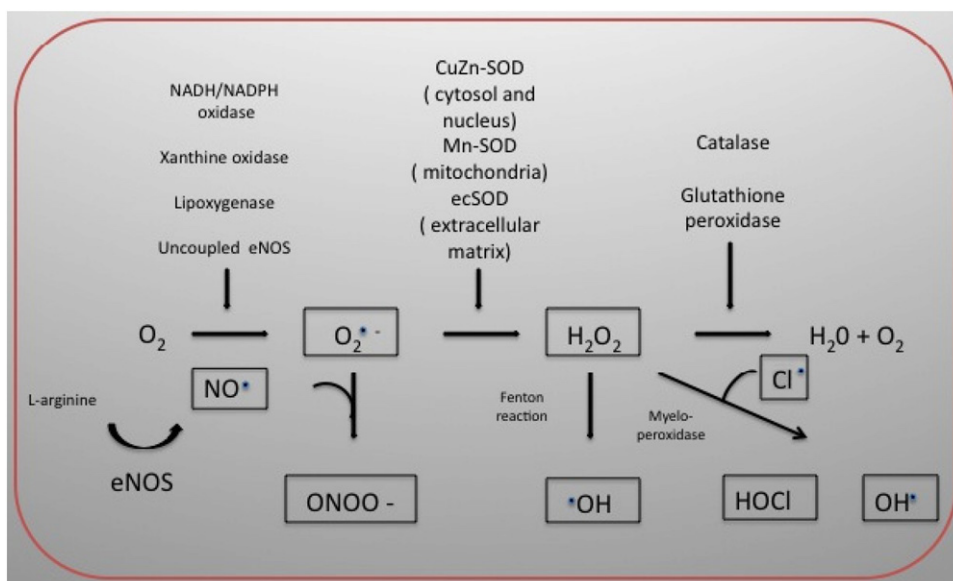 NADH/NADPH
oxidase
Xanthine oxidase
Lipoxygenase
Uncoupled eNOS
CuZn-SOD
( cytosol and
nucleus)
Mn-SOD
( mitochondria)
ecSOD
( extracellular
matrix)
Catalase
Glutathione
peroxidase
O₂
O₂•-
H₂O₂
H₂0 + O₂
L-arginine
NO•
eNOS
Fenton
reaction
Myelo-
peroxidase
Cl•
ONOO -
•OH
HOCl
OH•